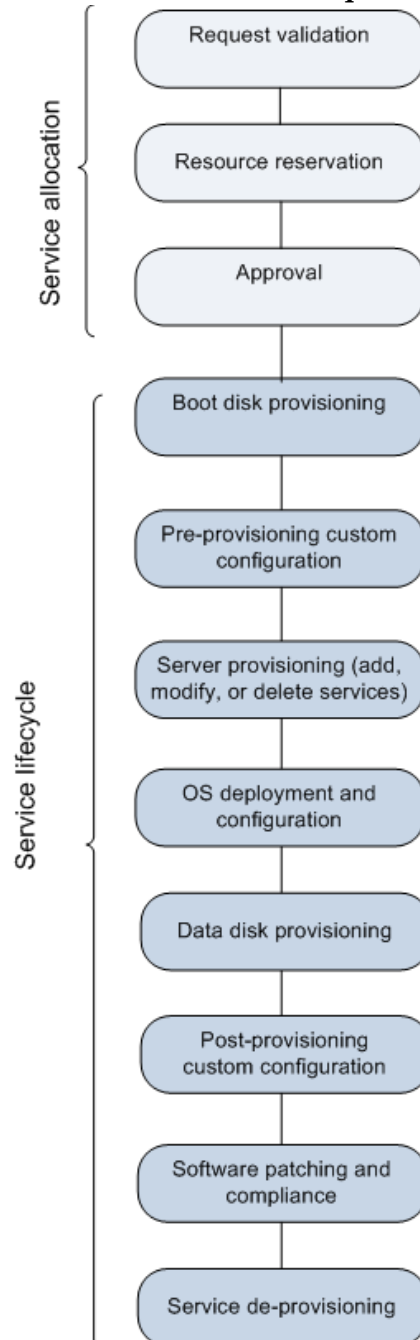 Service allocation
Request validation
Resource reservation
Approval
Service lifecycle
Boot disk provisioning
Pre-provisioning custom
configuration
Server provisioning (add,
modify, or delete services)
OS deployment and
configuration
Data disk provisioning
Post-provisioning
custom configuration
Software patching and
compliance
Service de-provisioning